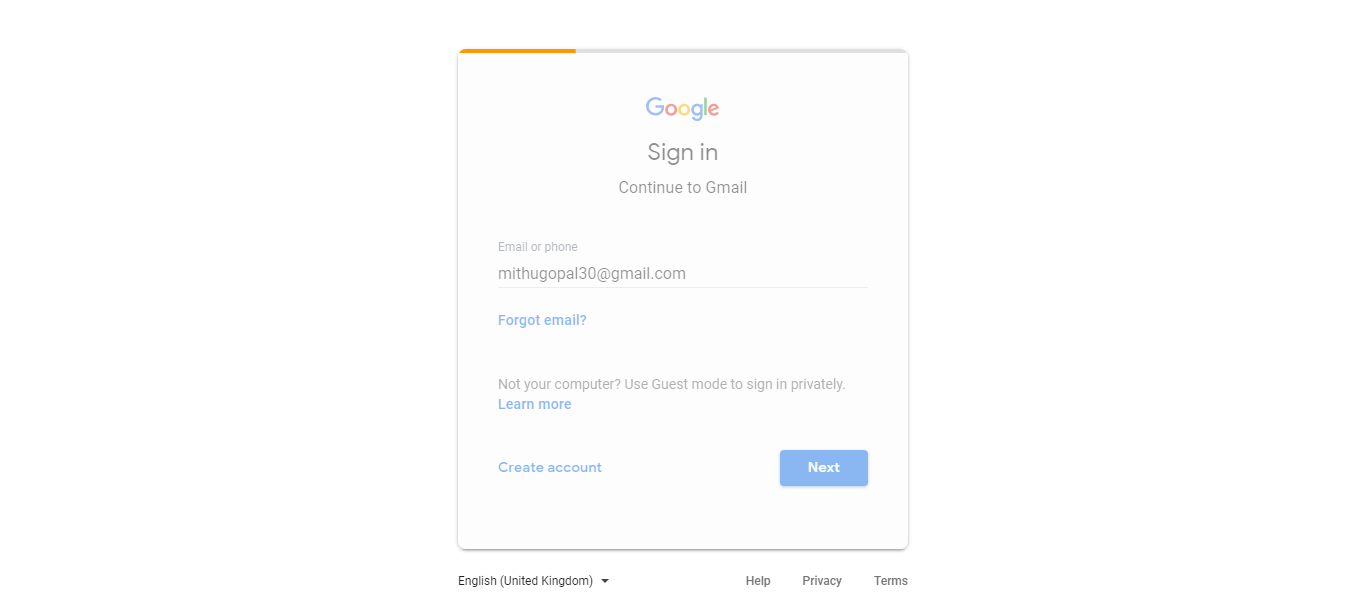 Google
Sign in
Continue to Gmail
Email or phone
mithugopal30@gmail.com
Forgot email?
Not your computer? Use Guest mode to sign in privately.
Learn more
Create account
Next
English (United Kingdom)
Help
Privacy
Terms